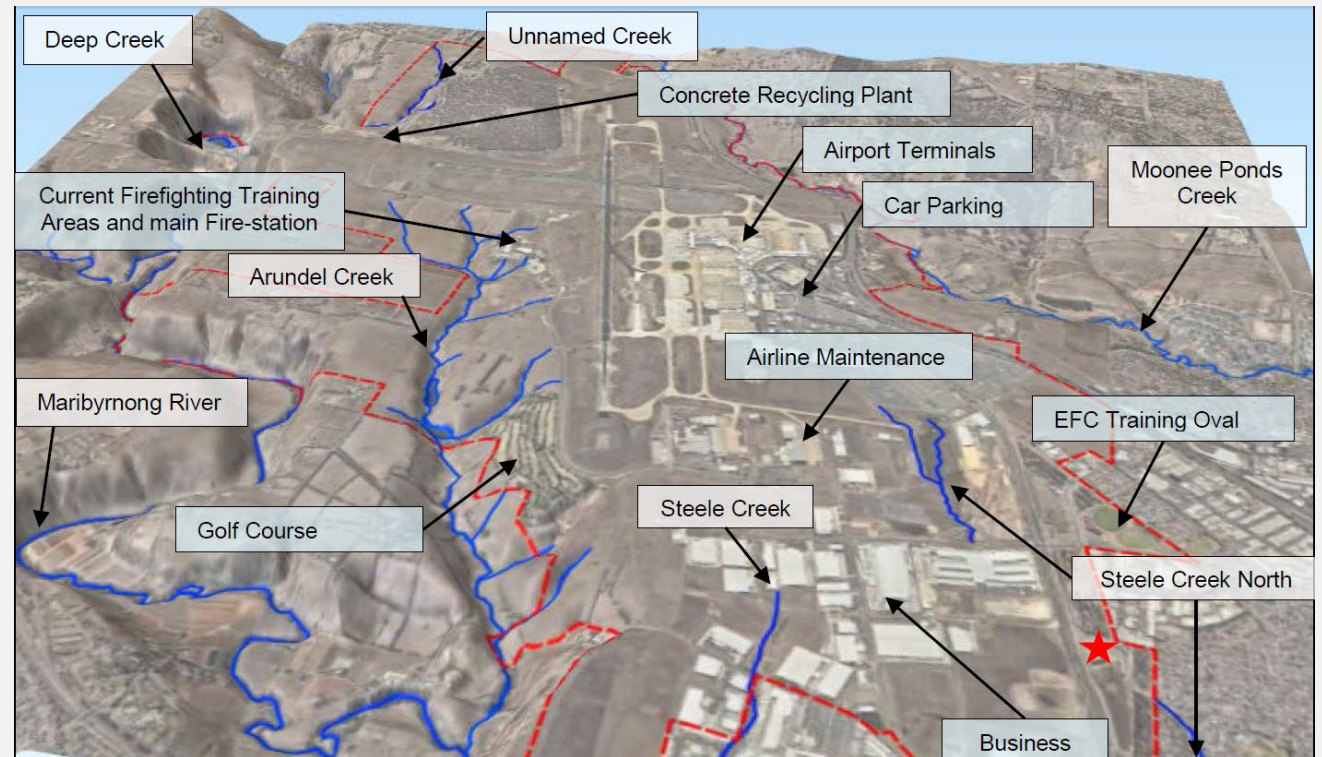 Deep Creek
Unnamed Creek
Concrete Recycling Plant
Airport Terminals
Moonee Ponds
Creek
Current Firefighting Training
Areas and main Fire-station
Car Parking
Arundel Creek
Airline Maintenance
Maribyrnong River
EFC Training Oval
Steele Creek
Golf Course
Steele Creek North
Business